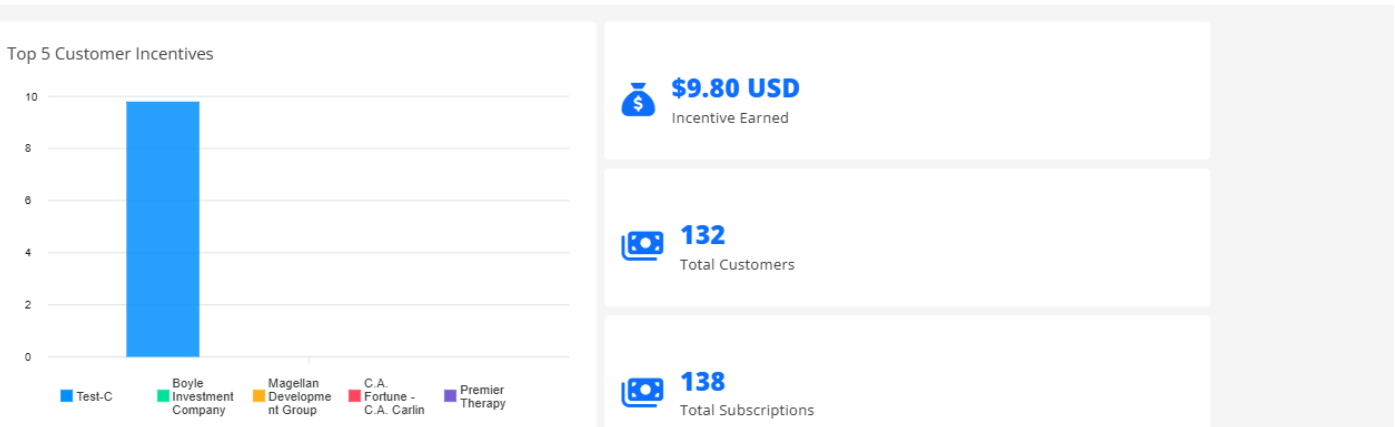 Top 5 Customer Incentives
10
8
6
4
2
0
Test-C
Boyle
Investment
Company
Magellan
Developme
nt Group
C.A.
Fortune -
C.A. Carlin
Premier
Therapy
$9.80 USD
Incentive Earned
132
Total Customers
138
Total Subscriptions